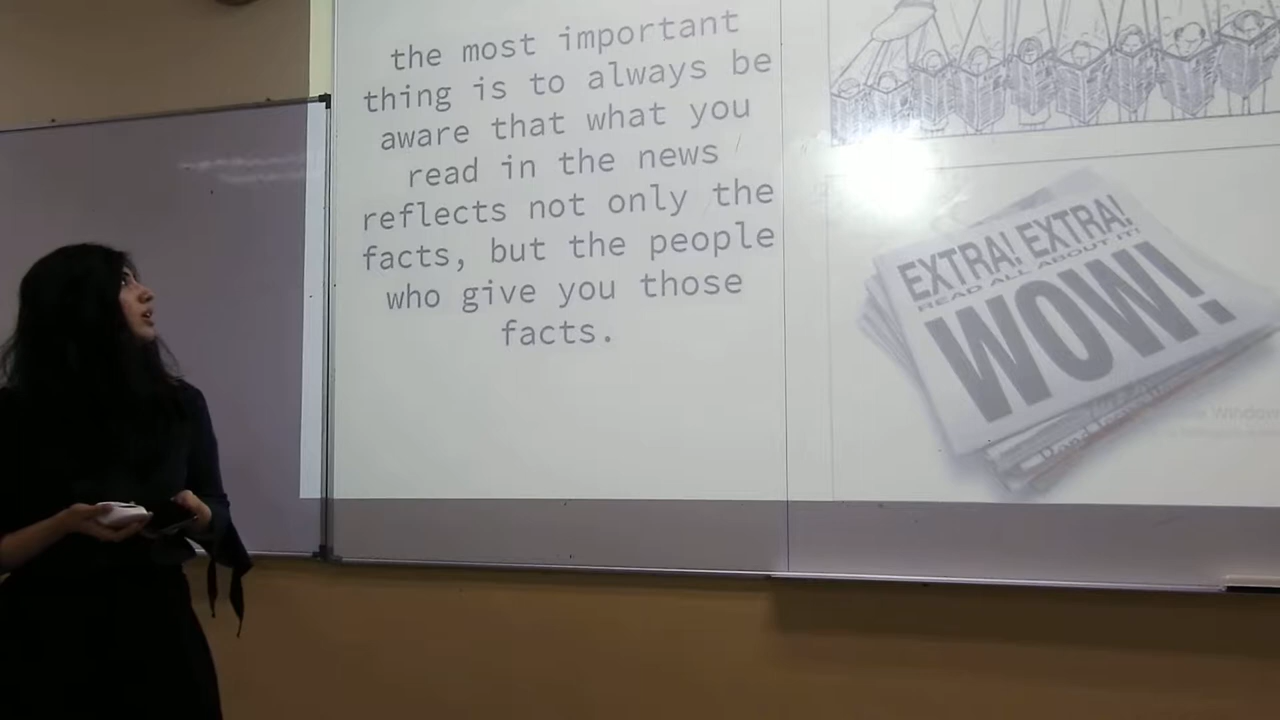 the most important
thing is to always be
aware that what you
read in the news
reflects not only the
facts, but the people
who give you those
facts.
EXTRA! EXTRA!
READ ALL ABOUT IT!
WOW!
Windows